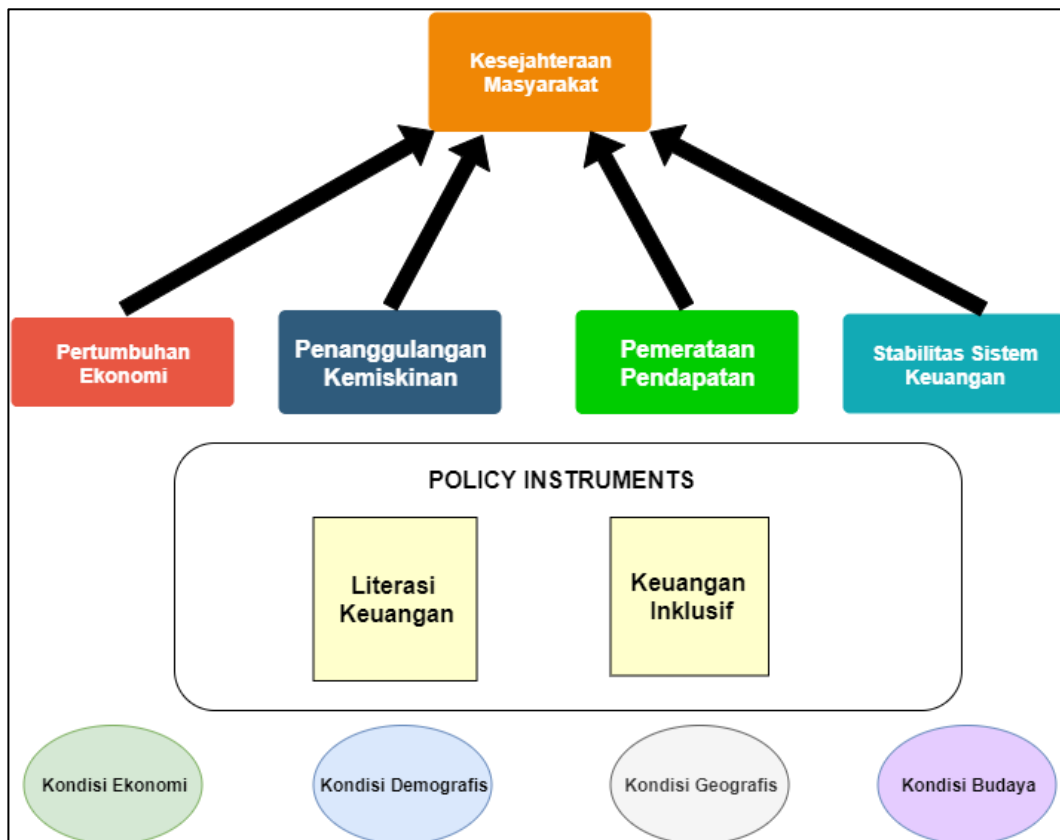 Kesejahteraan
Masyarakat
Pertumbuhan
Ekonomi
Penanggulangan
Kemiskinan
Pemerataan
Pendapatan
Stabilitas Sistem
Keuangan
POLICY INSTRUMENTS
Literasi
Keuangan
Keuangan
Inklusif
Kondisi Ekonomi
Kondisi Demografis
Kondisi Geografis
Kondisi Budaya